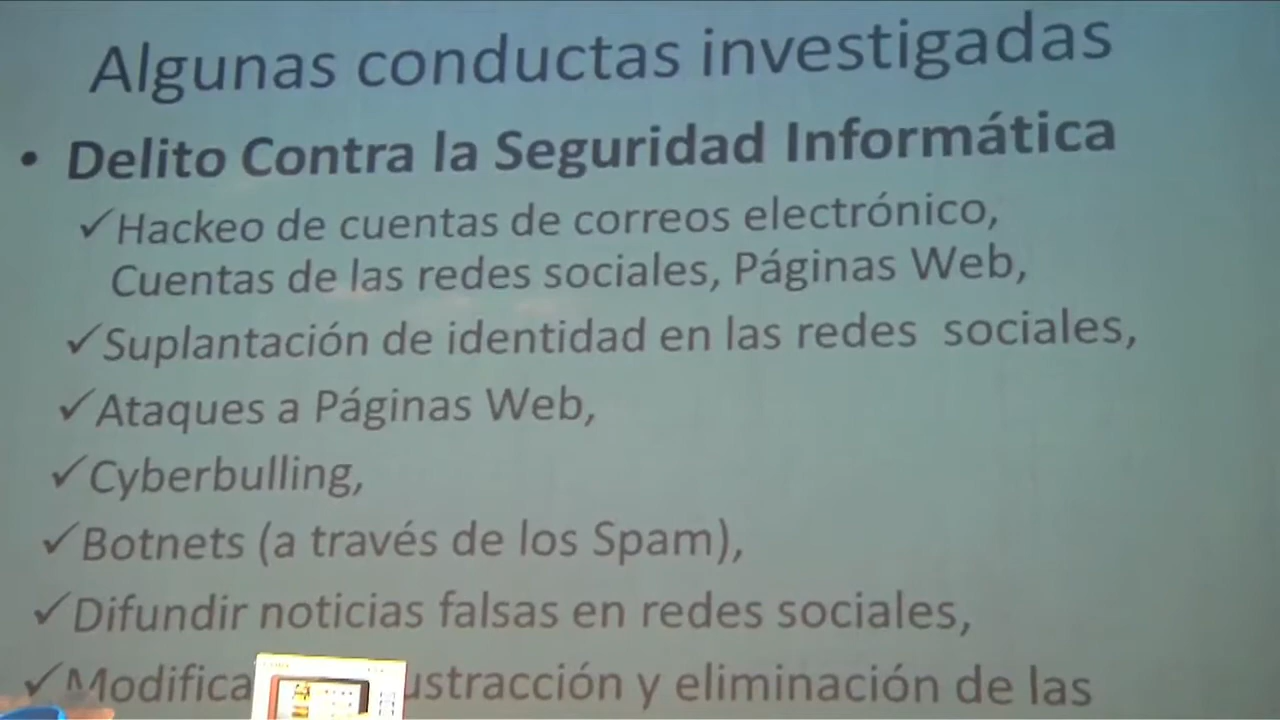 Algunas conductas investigadas
• Delito Contra la Seguridad Informática
✓Hackeo de cuentas de correos electrónico,
Cuentas de las redes sociales, Páginas Web,
✓Suplantación de identidad en las redes sociales,
✓Ataques a Páginas Web,
✓Cyberbulling,
✓Botnets (a través de los Spam),
✓Difundir noticias falsas en redes sociales,
✓ y eliminación de las